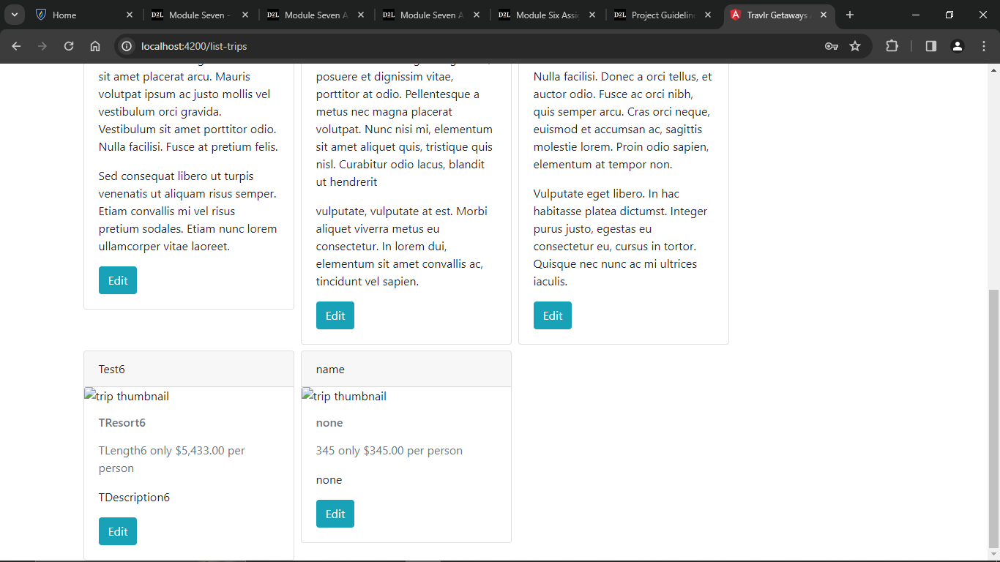 Home
Module Seven -
Module Seven A
Module Seven A
Module Six Assi
Project Guideline
Travlr Getaways
localhost:4200/list-trips
sit amet placerat arcu. Mauris
volutpat ipsum ac justo mollis vel
vestibulum orci gravida.
Vestibulum sit amet porttitor odio.
Nulla facilisi. Fusce at pretium felis.
Sed consequat libero ut turpis
venenatis ut aliquam risus semper.
Etiam convallis mi vel risus
pretium sodales. Etiam nunc lorem
ullamcorper vitae laoreet.
Edit
posuere et dignissim vitae,
porttitor at odio. Pellentesque a
metus nec magna placerat
volutpat. Nunc nisi mi, elementum
sit amet aliquet quis, tristique quis
nisl. Curabitur odio lacus, blandit
ut hendrerit
vulputate, vulputate at est. Morbi
aliquet viverra metus eu
consectetur. In lorem dui,
elementum sit amet convallis ac,
tincidunt vel sapien.
Edit
Nulla facilisi. Donec a orci tellus, et
auctor odio. Fusce ac orci nibh,
quis semper arcu. Cras orci neque,
euismod et accumsan ac, sagittis
molestie lorem. Proin odio sapien,
elementum at tempor non.
Vulputate eget libero. In hac
habitasse platea dictumst. Integer
purus justo, egestas eu
consectetur eu, cursus in tortor.
Quisque nec nunc ac mi ultrices
iaculis.
Edit
Test6
trip thumbnail
TResort6
TLength6 only $5,433.00 per
person
TDescription6
Edit
name
trip thumbnail
none
345 only $345.00 per person
none
Edit